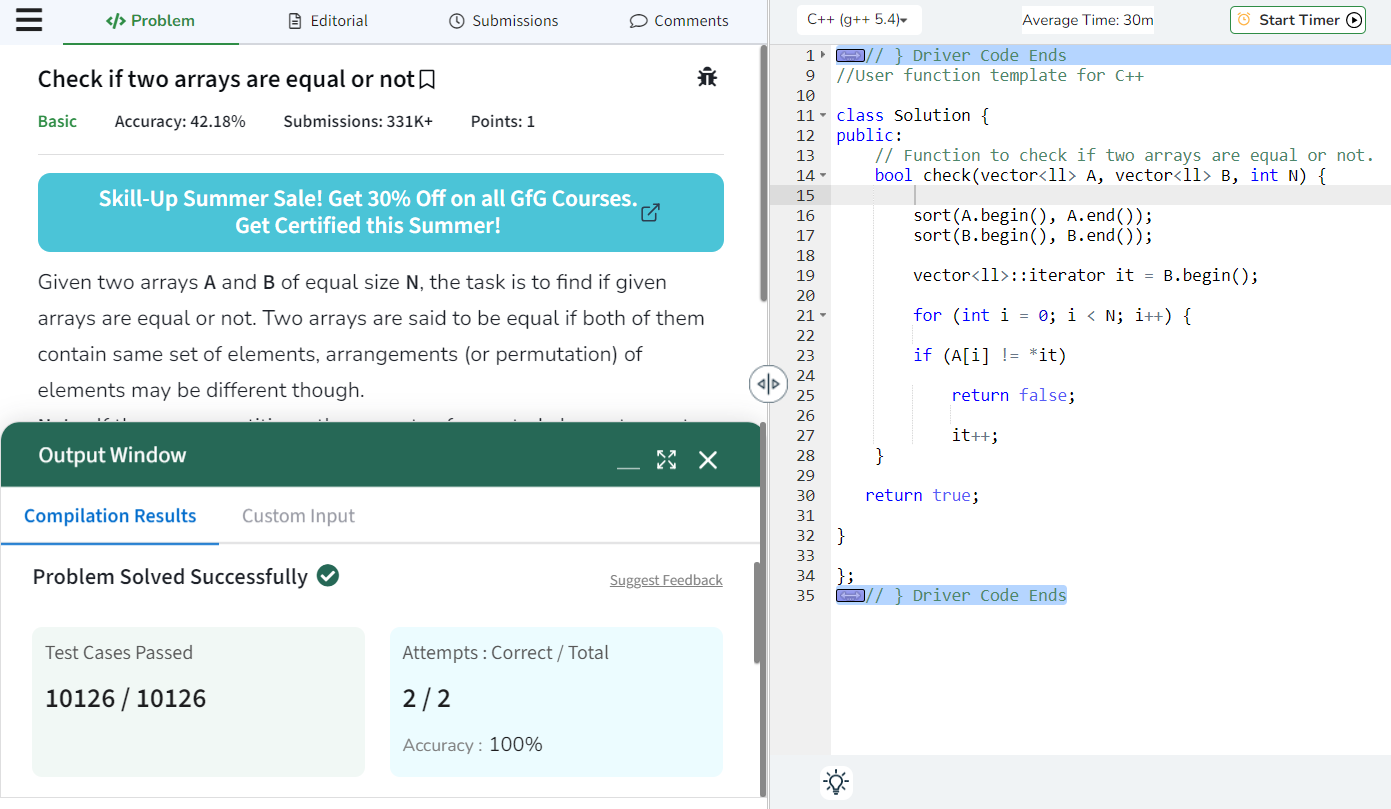 Problem
Editorial
Submissions
Comments
Check if two arrays are equal or not
Basic
Accuracy: 42.18%
Submissions: 331K+
Points: 1
Skill-Up Summer Sale! Get 30% Off on all GfG Courses.
Get Certified this Summer!
Given two arrays A and B of equal size N, the task is to find if given
arrays are equal or not. Two arrays are said to be equal if both of them
contain same set of elements, arrangements (or permutation) of
elements may be different though.
Output Window
Compilation Results
Custom Input
Problem Solved Successfully
Suggest Feedback
Test Cases Passed
10126 / 10126
Attempts : Correct / Total
2 / 2
Accuracy : 100%
C++ (g++ 5.4)
Average Time: 30m
Start Timer
1 // } Driver Code Ends
9 //User function template for C++
10
11 class Solution {
12 public:
13 // Function to check if two arrays are equal or not.
14 bool check(vector<ll> A, vector<ll> B, int N) {
15
16 sort(A.begin(), A.end());
17 sort(B.begin(), B.end());
18
19 vector<ll>::iterator it = B.begin();
20
21 for (int i = 0; i < N; i++) {
22
23 if (A[i] != *it)
24
25 return false;
26
27 it++;
28 }
29
30 return true;
31
32 }
33
34 };
35 // } Driver Code Ends